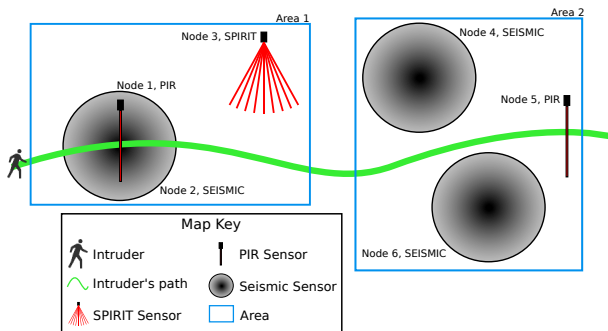 Area 1
Area 2
Node 3, SPIRIT
Node 4, SEISMIC
Node 1, PIR
Node 5, PIR
Node 2, SEISMIC
Node 6, SEISMIC
Map Key
Intruder
PIR Sensor
Intruder's path
Seismic Sensor
SPIRIT Sensor
Area